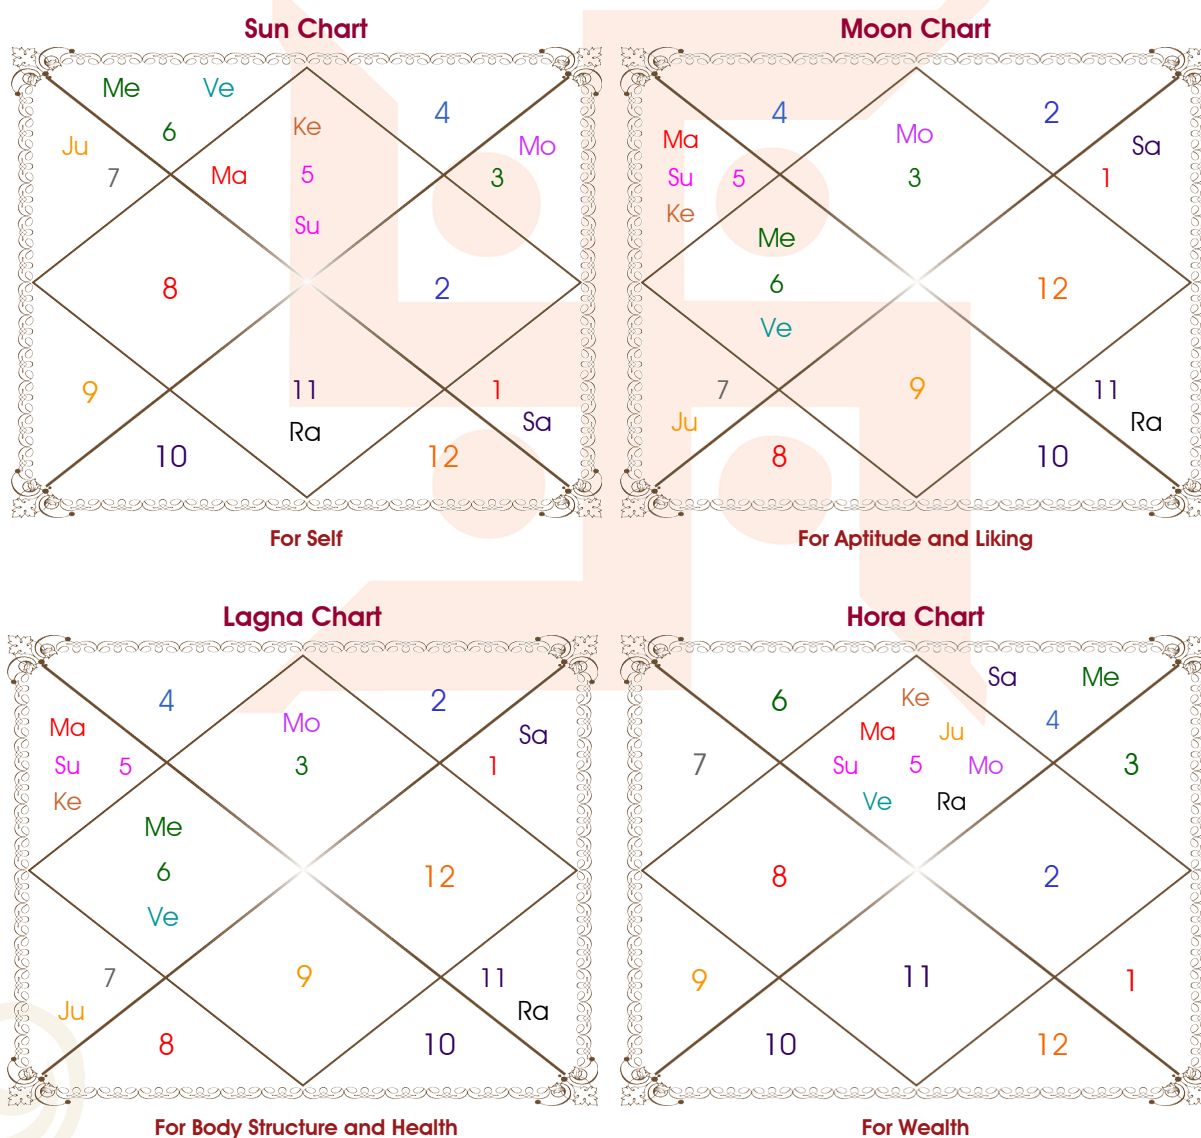 Sun Chart
Me Ve 4
Ke
6
Ju Mo
7 Ma 5 3
Su
8 2
9 11 1
Ra Sa
10 12
For Self
Moon Chart
4 2
Ma Mo Sa
Su 5 3 1
Ke
Me
6 12
Ve
7 9 11
Ju Ra
8 10
For Aptitude and Liking
Lagna Chart
4 2
Ma Mo Sa
Su 5 3 1
Ke
Me
6 12
Ve
7 9 11
Ju Ra
8 10
For Body Structure and Health
Hora Chart
Sa Me
6 Ke 4
Ma Ju
7 Su 5 Mo 3
Ve Ra
8 2
9 11 1
10 12
For Wealth